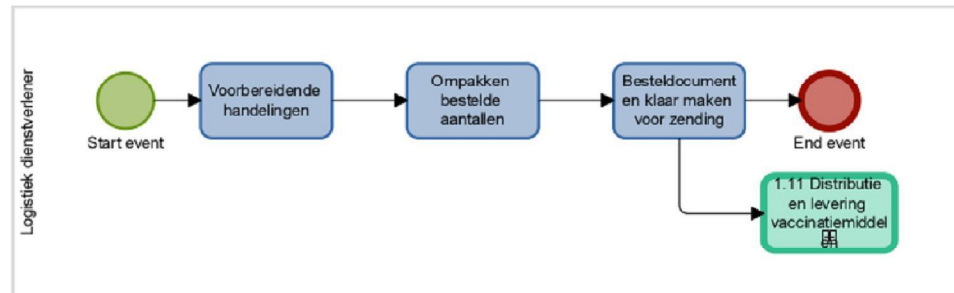 Logistiek dienstverlener
Voorbereidende
handelingen
Ompakken
bestelde
aantallen
Besteldocument
en klaar maken
voor zending
Start event
End event
1.11 Distributie
en levering
vaccinatiemiddel
en